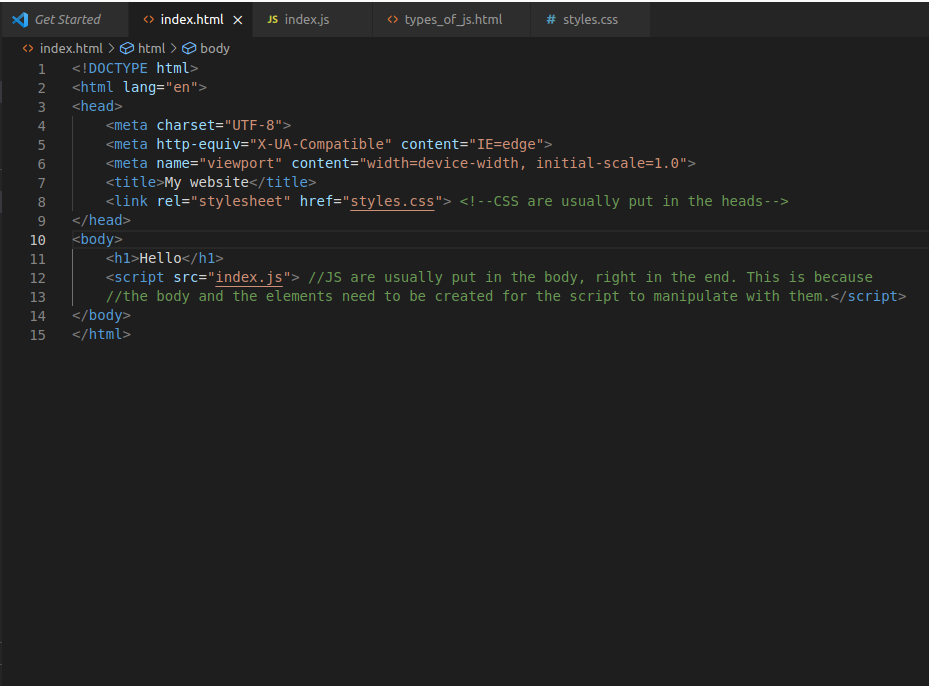 Get Started index.html index.js types_of_js.html styles.css
index.html > html > body
1 <!DOCTYPE html>
2 <html lang="en">
3 <head>
4 <meta charset="UTF-8">
5 <meta http-equiv="X-UA-Compatible" content="IE=edge">
6 <meta name="viewport" content="width=device-width, initial-scale=1.0">
7 <title>My website</title>
8 <link rel="stylesheet" href="styles.css"> <!--CSS are usually put in the heads-->
9 </head>
10 <body>
11 <h1>Hello</h1>
12 <script src="index.js"> //JS are usually put in the body, right in the end. This is because
13 //the body and the elements need to be created for the script to manipulate with them.</script>
14 </body>
15 </html>